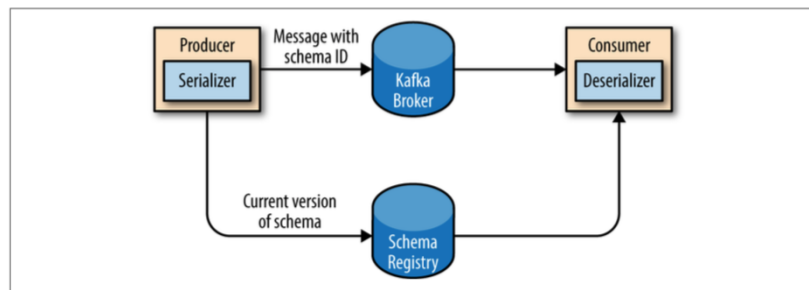 Producer
Serializer
Message with
schema ID
Kafka
Broker
Consumer
Deserializer
Current version
of schema
Schema
Registry